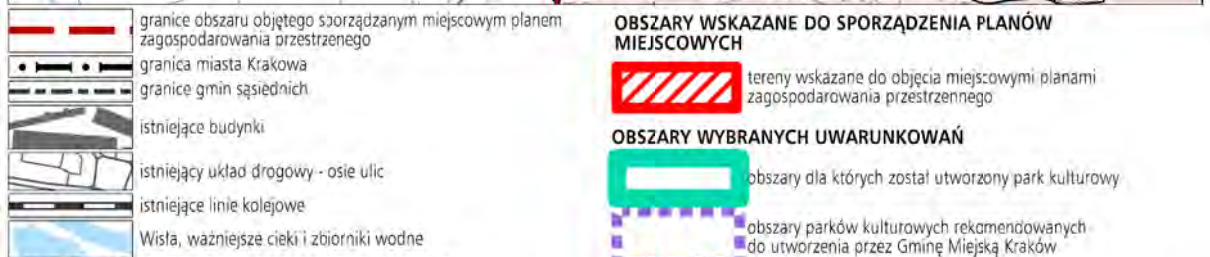 granice obszaru objętego sporządzanym miejscowym planem
zagospodarowania przestrzenego
granica miasta Krakowa
granice gmin sąsiednich
istniejące budynki
istniejący układ drogowy - osie ulic
istniejące linie kolejowe
Wisła, ważniejsze cieki i zbiorniki wodne
OBSZARY WSKAZANE DO SPORZĄDZENIA PLANÓW
MIEJSCOWYCH
tereny wskazane do objęcia miejscowymi planami
zagospodarowania przestrzennego
OBSZARY WYBRANYCH UWARUNKOWAŃ
obszary dla których został utworzony park kulturowy
obszary parków kulturowych rekomendowanych
do utworzenia przez Gminę Miejską Kraków